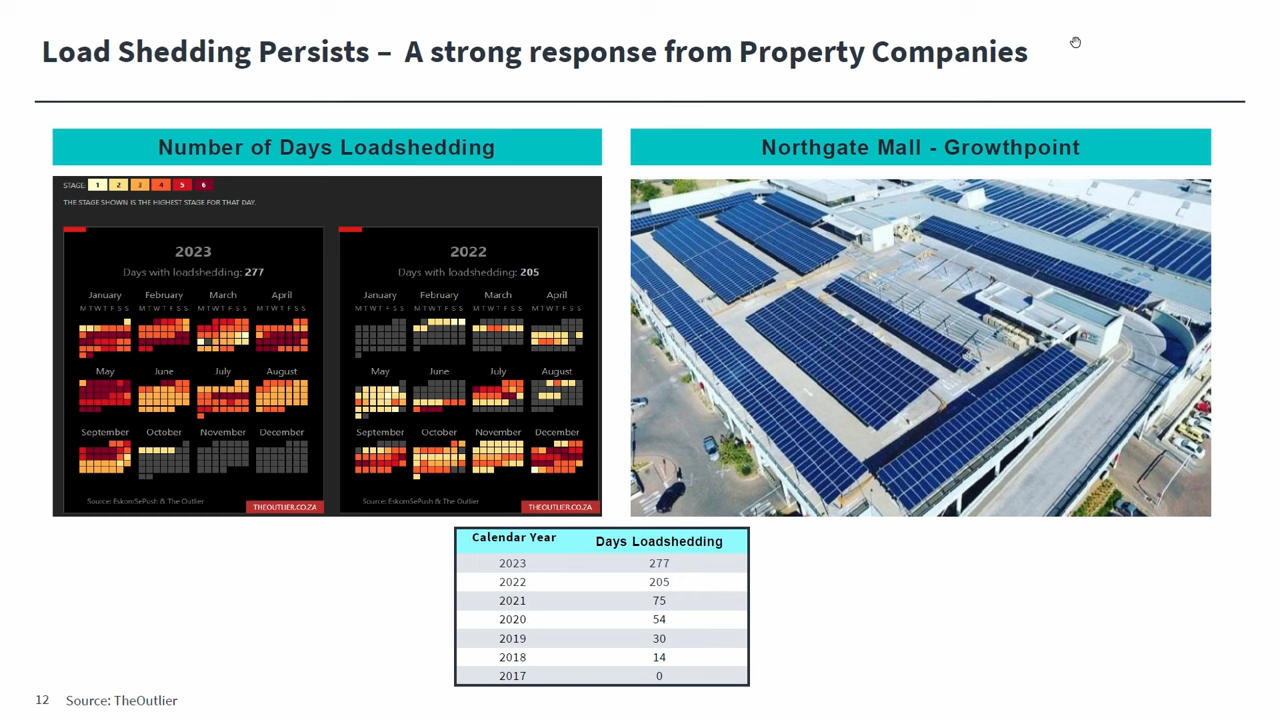 Load Shedding Persists – A strong response from Property Companies
Number of Days Loadshedding
Northgate Mall - Growthpoint
STAGE: 1 2 3 4 5 6
THE STAGE SHOWN IS THE HIGHEST STAGE FOR THAT DAY.
2023
Days with loadshedding: 277
January February March April
M T W T F S S M T W T F S S M T W T F S S M T W T F S S
May June July August
September October November December
Source: EskomSePush & The Outlier
THEOUTLIER.CO.ZA
2022
Days with loadshedding: 205
January February March April
M T W T F S S M T W T F S S M T W T F S S M T W T F S S
May June July August
September October November December
Source: EskomSePush & The Outlier
THEOUTLIER.CO.ZA
Calendar Year Days Loadshedding
2023 277
2022 205
2021 75
2020 54
2019 30
2018 14
2017 0
12 Source: TheOutlier